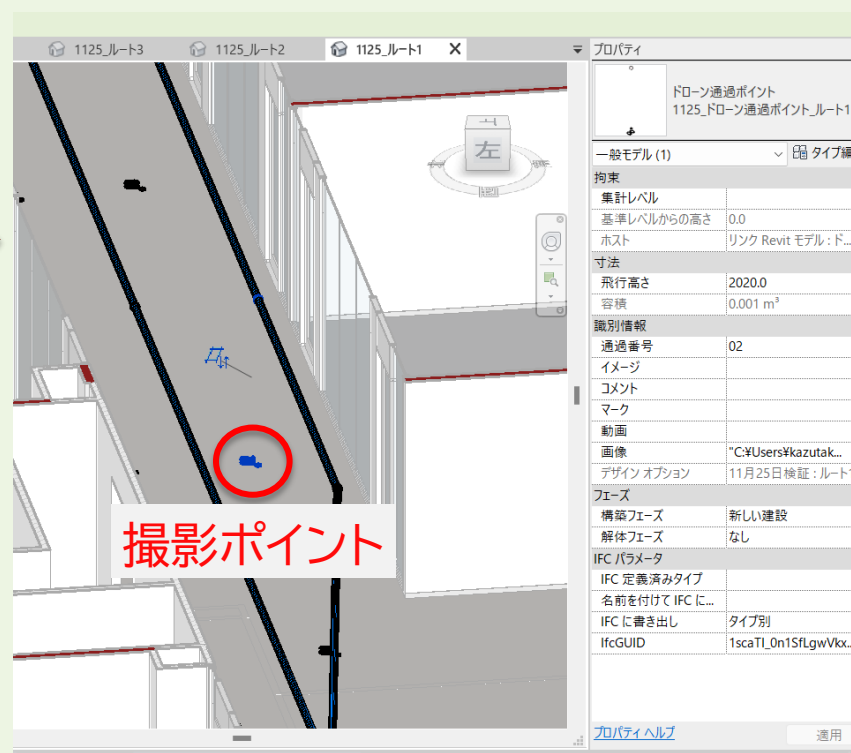 1125_ルート3
1125_ルート2
1125_ルート1
プロパティ
ドローン通過ポイント
1125_ドローン通過ポイント_ルート1
一般モデル (1)
タイプ編
拘束
集計レベル
基準レベルからの高さ 0.0
ホスト リンク Revit モデル : ド...
寸法
飛行高さ 2020.0
容積 0.001 m³
識別情報
通過番号 02
イメージ
コメント
マーク
動画
画像 "C:¥Users¥kazutak...
デザイン オプション 11月25日検証 : ルート
フェーズ
構築フェーズ 新しい建設
解体フェーズ なし
IFC パラメータ
IFC 定義済みタイプ
名前を付けて IFC に...
IFC に書き出し タイプ別
IfcGUID 1scaTI_0n1SfLgwVkx...
プロパティ ヘルプ
適用
左
撮影ポイント